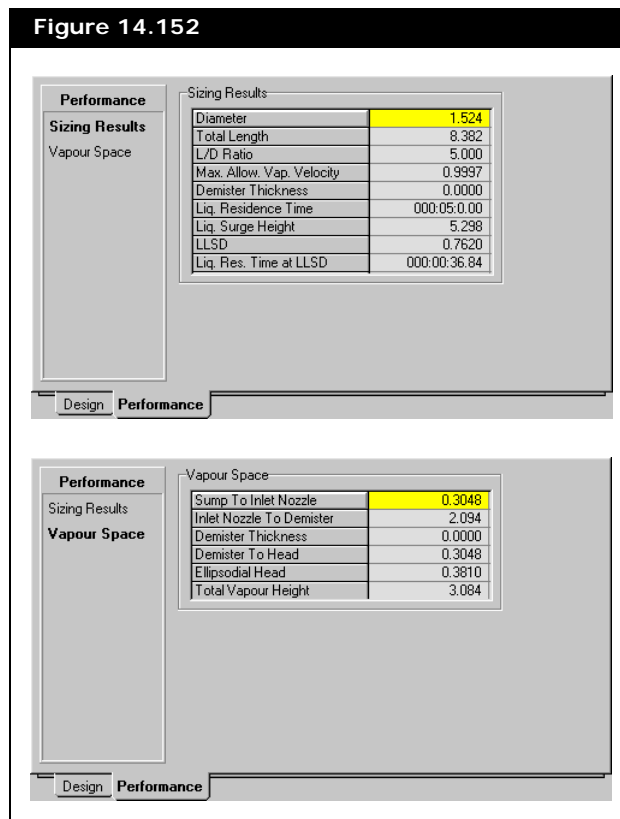 Figure 14.152
Performance
Sizing Results
Vapour Space
Sizing Results
Diameter 1.524
Total Length 8.382
L/D Ratio 5.000
Max. Allow. Vap. Velocity 0.9997
Demister Thickness 0.0000
Liq. Residence Time 000:05:0.00
Liq. Surge Height 5.298
LLSD 0.7620
Liq. Res. Time at LLSD 000:00:36.84
Design Performance
Performance
Sizing Results
Vapour Space
Vapour Space
Sump To Inlet Nozzle 0.3048
Inlet Nozzle To Demister 2.094
Demister Thickness 0.0000
Demister To Head 0.3048
Ellipsodial Head 0.3810
Total Vapour Height 3.084
Design Performance